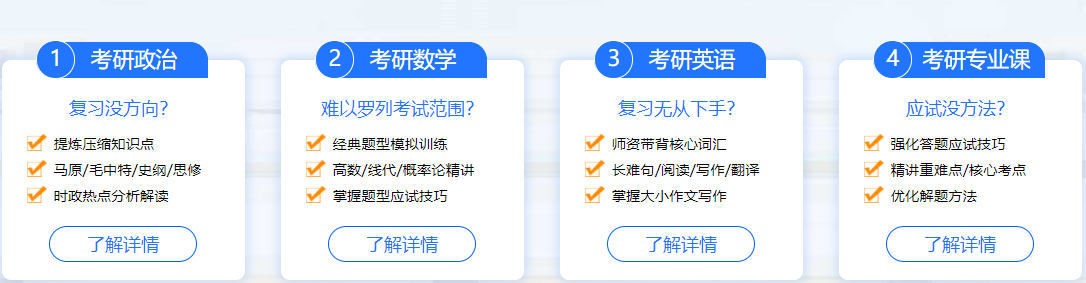 1 考研政治
复习没方向?
提炼压缩知识点
马原/毛中特/史纲/思修
时政热点分析解读
了解详情
2 考研数学
难以罗列考试范围?
经典题型模拟训练
高数/线代/概率论精讲
掌握题型应试技巧
了解详情
3 考研英语
复习无从下手?
师资带背核心词汇
长难句/阅读/写作/翻译
掌握大小作文写作
了解详情
4 考研专业课
应试没方法?
强化答题应试技巧
精讲重难点/核心考点
优化解题方法
了解详情